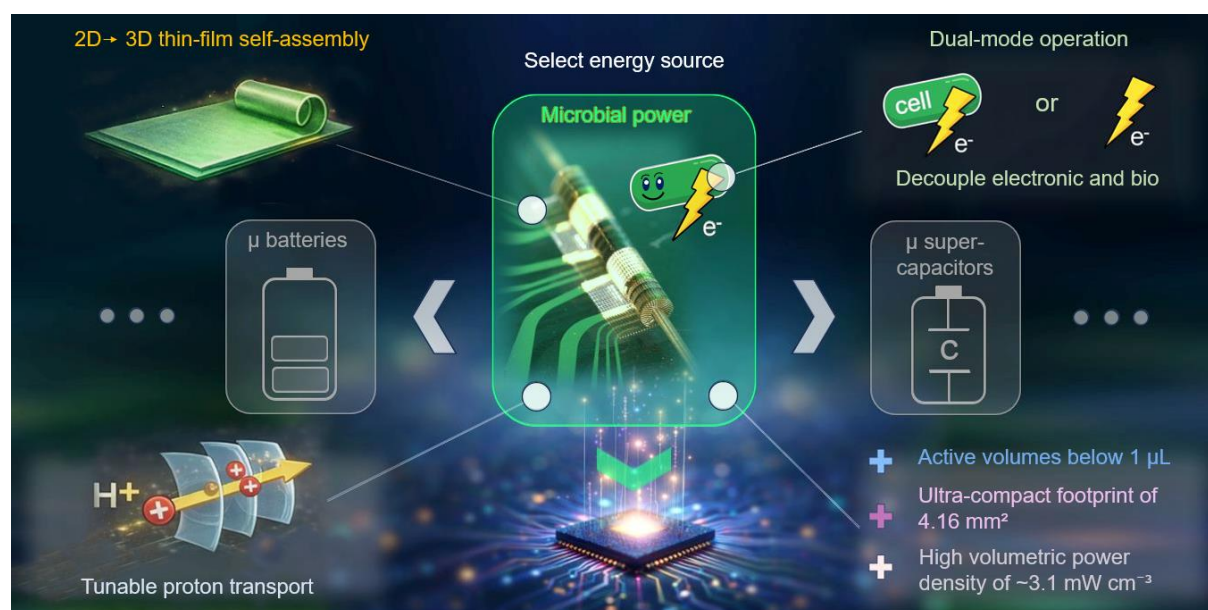 2D→ 3D thin-film self-assembly
Select energy source
Dual-mode operation
Microbial power
cell
or
e-
e-
e-
Decouple electronic and bio
μ batteries
μ super-
capacitors
C
H+
+
+
+
Tunable proton transport
+ Active volumes below 1 μL
+ Ultra-compact footprint of
4.16 mm²
+ High volumetric power
density of ~3.1 mW cm⁻³